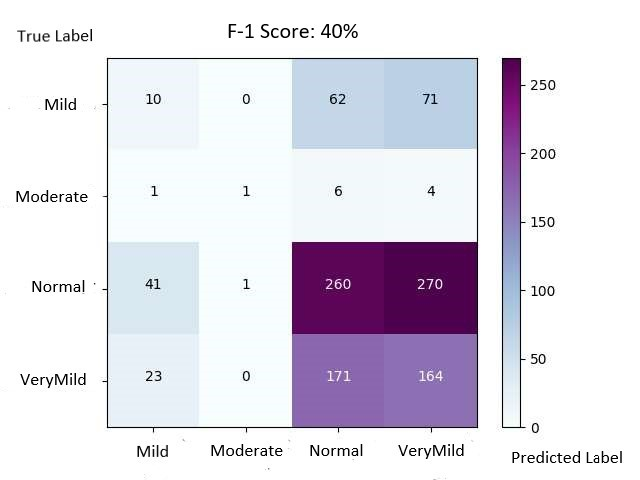 True Label
F-1 Score: 40%
Mild 10 0 62 71
Moderate 1 1 6 4
Normal 41 1 260 270
VeryMild 23 0 171 164
Mild Moderate Normal VeryMild
250
200
150
100
50
0
Predicted Label